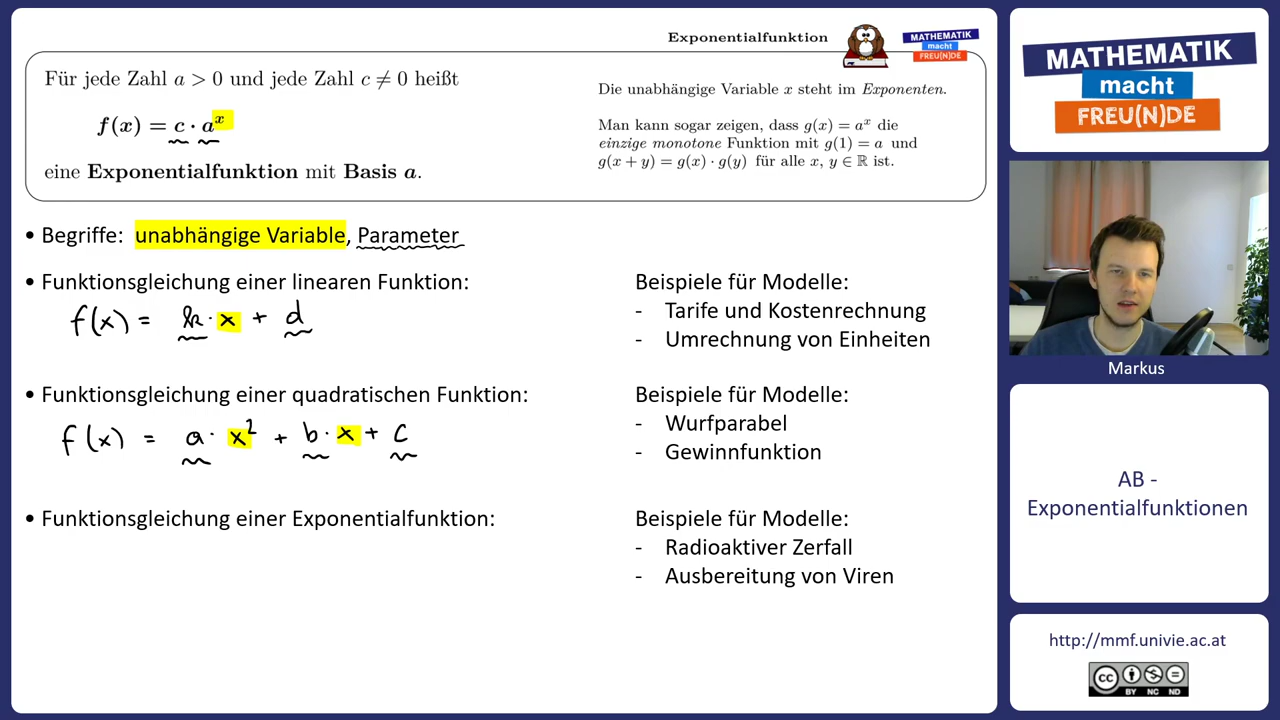 Exponentialfunktion
MATHEMATIK
macht
FREU(N)DE
Für jede Zahl a > 0 und jede Zahl c ≠ 0 heißt
f(x) = c · aˣ
eine Exponentialfunktion mit Basis a.
Die unabhängige Variable x steht im Exponenten.
Man kann sogar zeigen, dass g(x) = aˣ die
einzige monotone Funktion mit g(1) = a und
g(x + y) = g(x) · g(y) für alle x, y ∈ ℝ ist.
• Begriffe: unabhängige Variable, Parameter
• Funktionsgleichung einer linearen Funktion:
f(x) = k · x + d
Beispiele für Modelle:
- Tarife und Kostenrechnung
- Umrechnung von Einheiten
• Funktionsgleichung einer quadratischen Funktion:
f(x) = a · x² + b · x + c
Beispiele für Modelle:
- Wurfparabel
- Gewinnfunktion
• Funktionsgleichung einer Exponentialfunktion:
Beispiele für Modelle:
- Radioaktiver Zerfall
- Ausbereitung von Viren
MATHEMATIK
macht
FREU(N)DE
Markus
AB -
Exponentialfunktionen
http://mmf.univie.ac.at
cc
BY NC ND